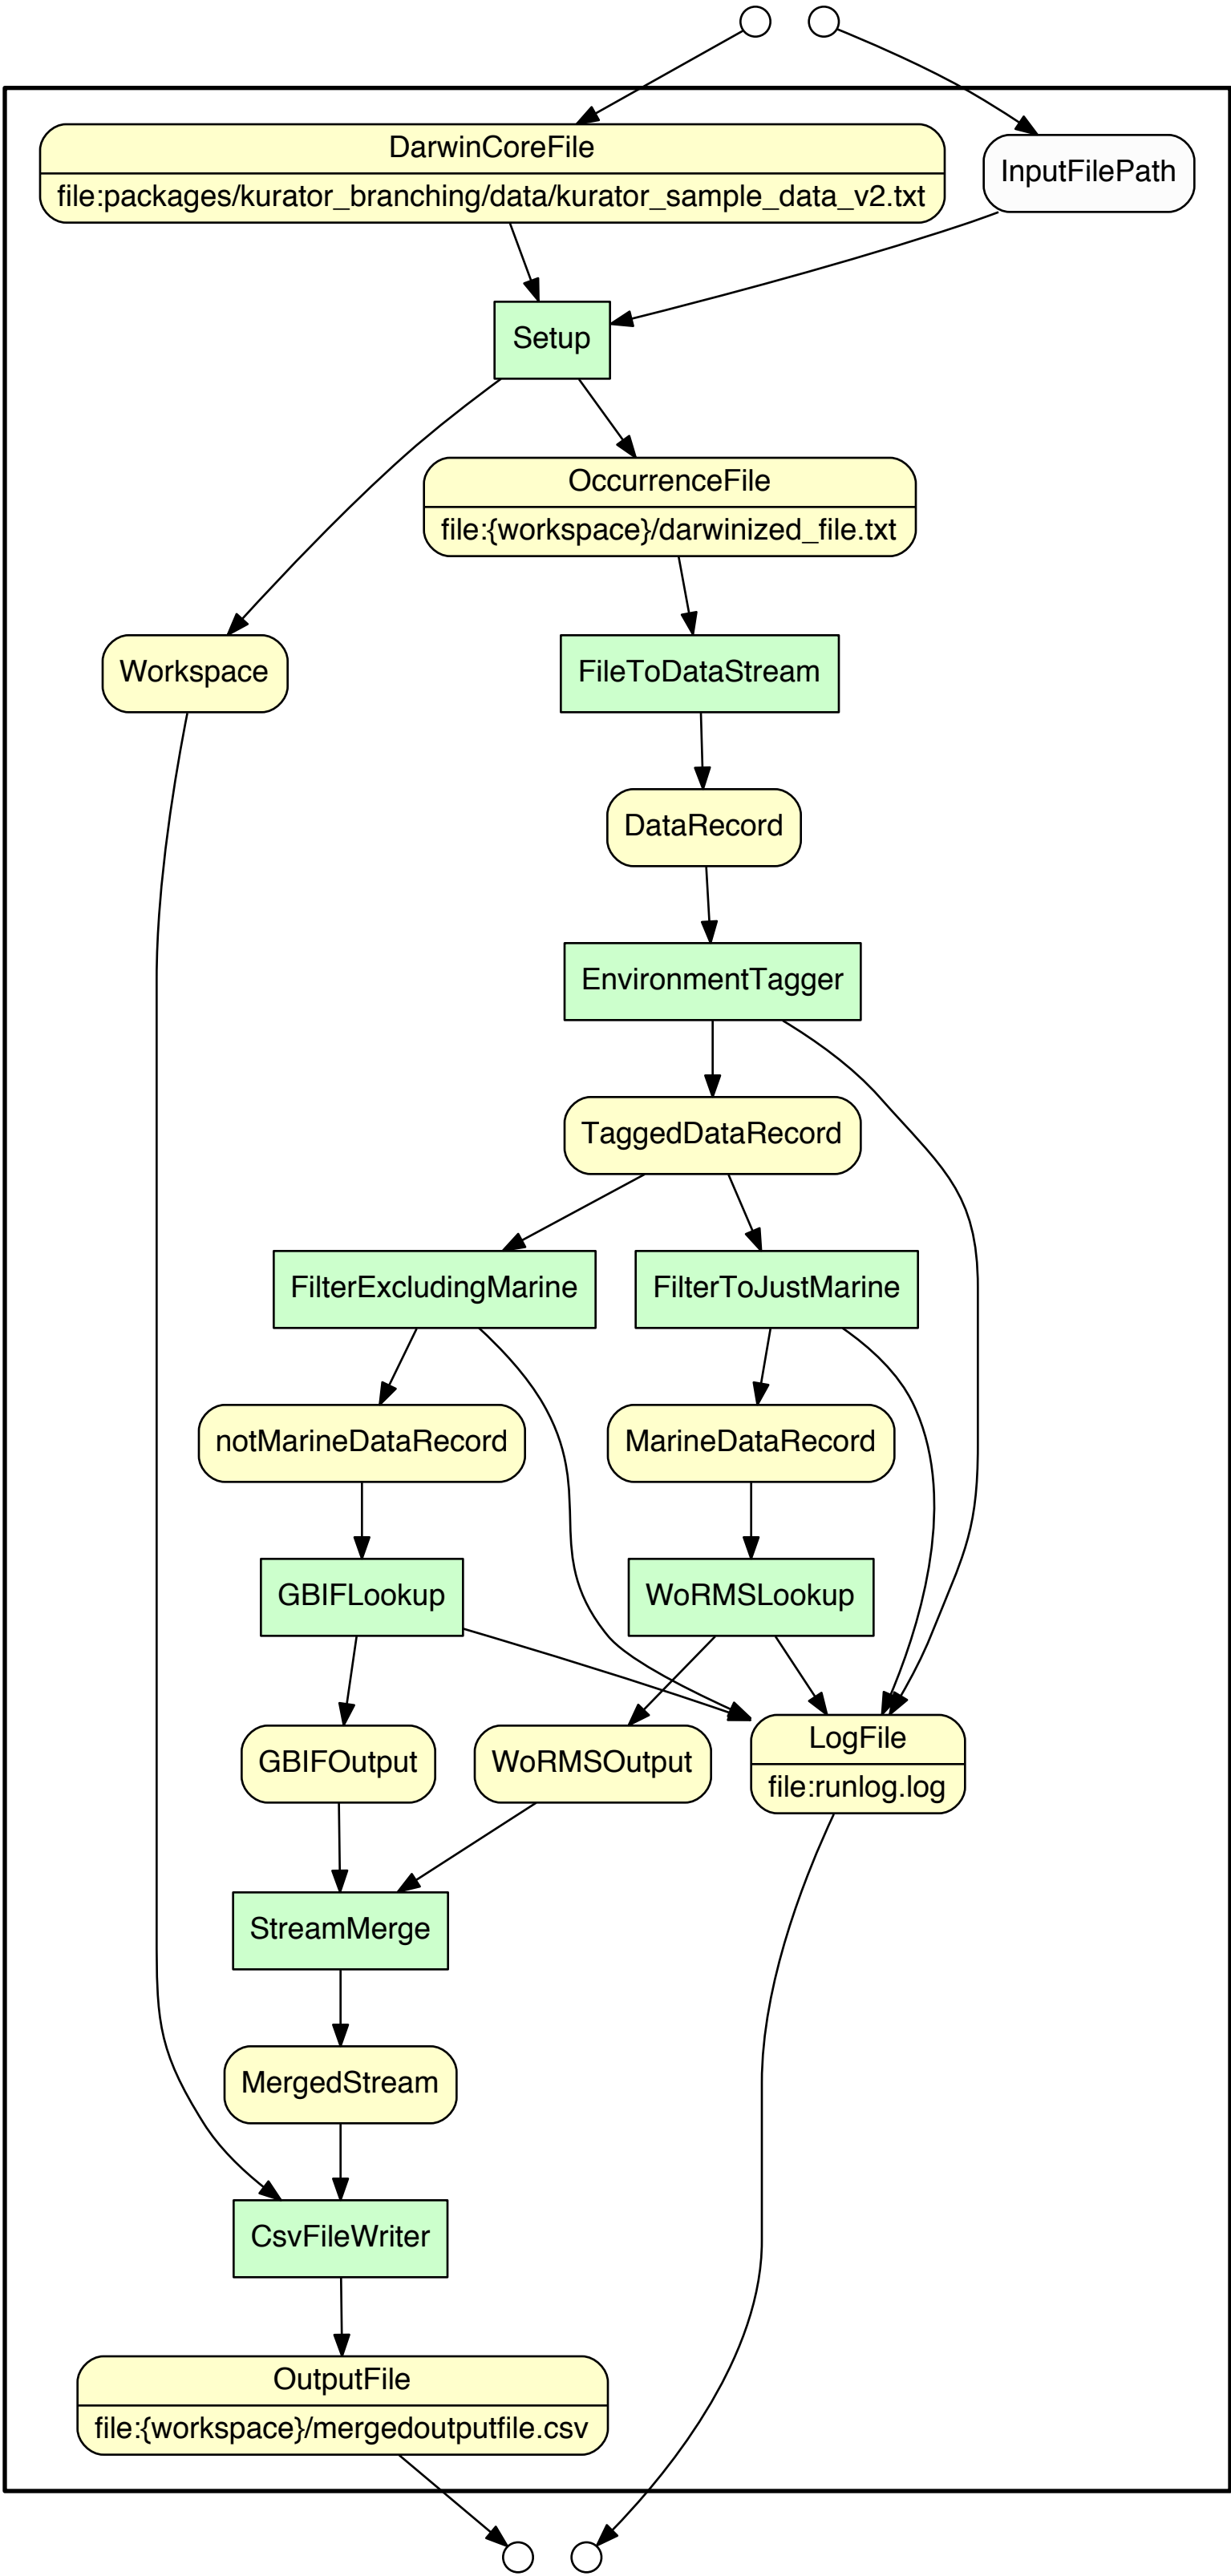 DarwinCoreFile
file:packages/kurator_branching/data/kurator_sample_data_v2.txt
InputFilePath
Setup
OccurrenceFile
file:{workspace}/darwinized_file.txt
Workspace
FileToDataStream
DataRecord
EnvironmentTagger
TaggedDataRecord
FilterExcludingMarine
FilterToJustMarine
notMarineDataRecord
MarineDataRecord
GBIFLookup
WoRMSLookup
GBIFOutput
WoRMSOutput
LogFile
file:runlog.log
StreamMerge
MergedStream
CsvFileWriter
OutputFile
file:{workspace}/mergedoutputfile.csv